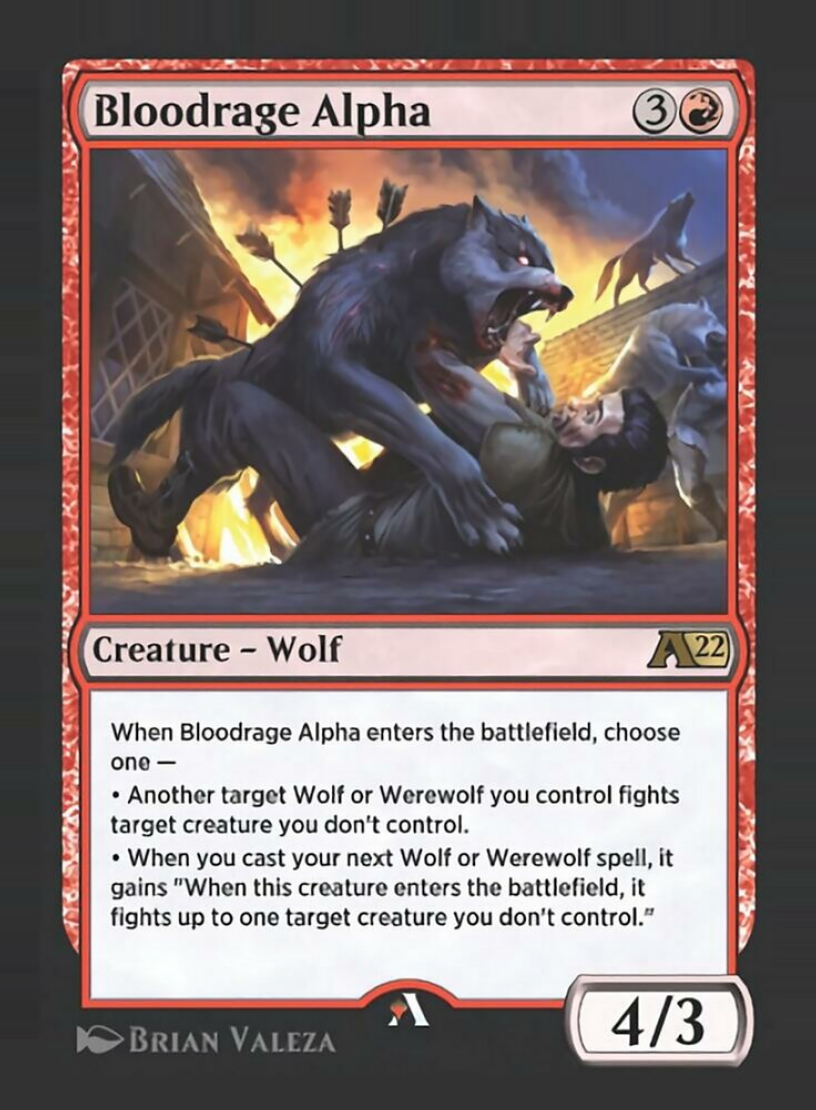 Bloodrage Alpha 3
Creature – Wolf A22
When Bloodrage Alpha enters the battlefield, choose
one —
• Another target Wolf or Werewolf you control fights
target creature you don't control.
• When you cast your next Wolf or Werewolf spell, it
gains "When this creature enters the battlefield, it
fights up to one target creature you don't control."
4/3
Brian Valeza